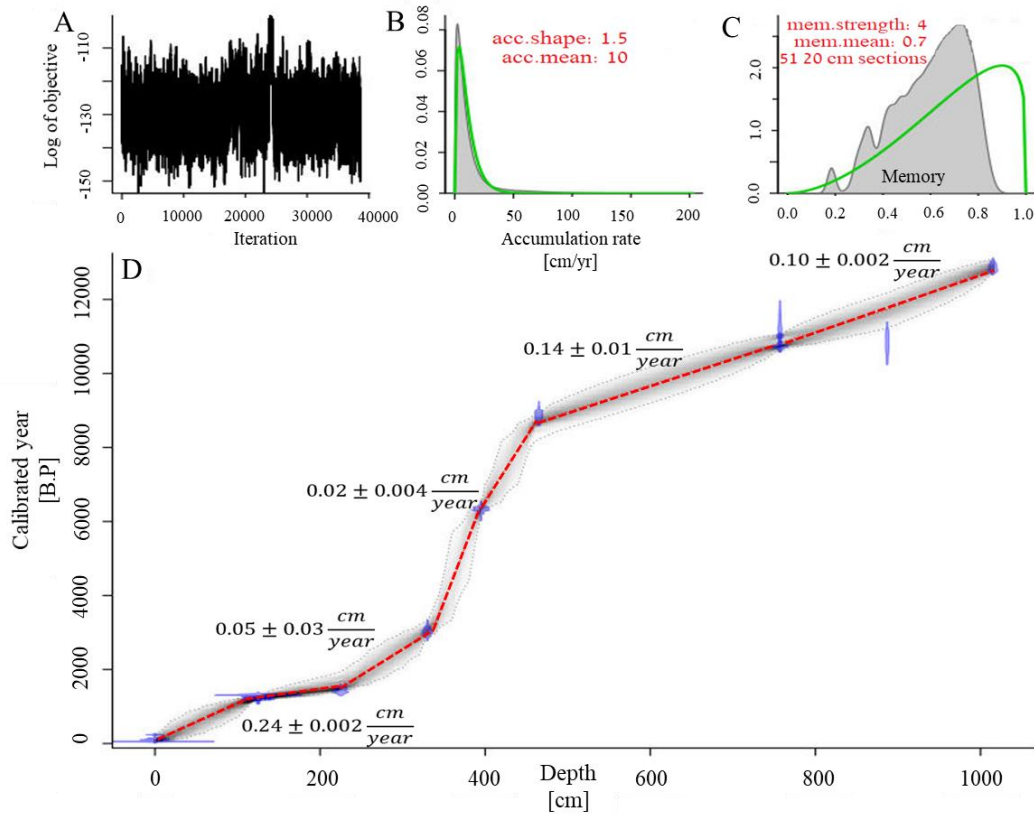 A
Log of objective
-110
-130
-150
0
10000
20000
30000
40000
Iteration
B
acc.shape: 1.5
acc.mean: 10
0.08
0.06
0.04
0.02
0.00
0
50
100
150
200
Accumulation rate
[cm/yr]
C
mem.strength: 4
mem.mean: 0.7
51 20 cm sections
2.0
1.0
0.0
Memory
0.0
0.2
0.4
0.6
0.8
1.0
D
Calibrated year
[B.P]
12000
10000
8000
6000
4000
2000
0
0.10 ± 0.002 cm/year
0.14 ± 0.01 cm/year
0.02 ± 0.004 cm/year
0.05 ± 0.03 cm/year
0.24 ± 0.002 cm/year
0
200
400
600
800
1000
Depth
[cm]